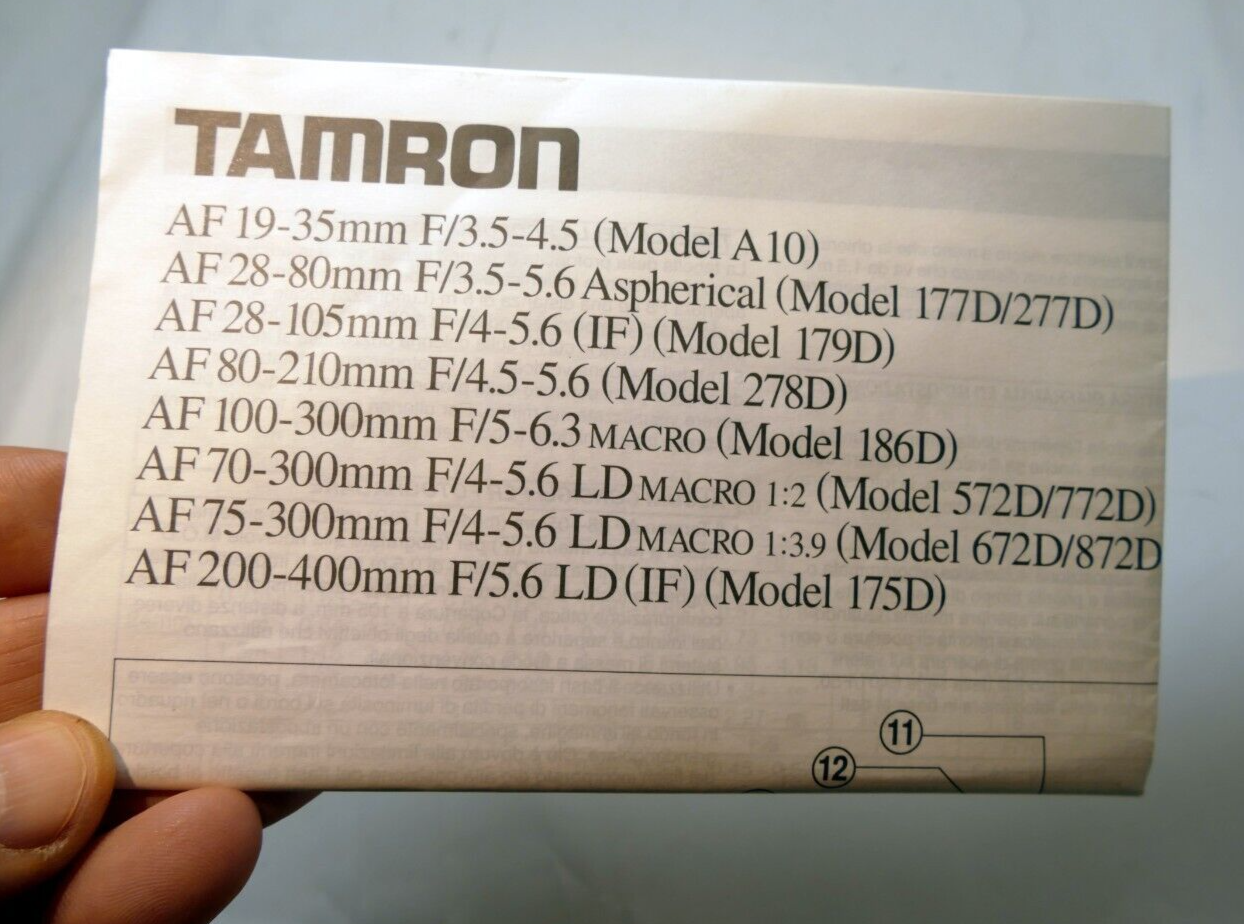 TAMRON
AF 19-35mm F/3.5-4.5 (Model A10)
AF 28-80mm F/3.5-5.6 Aspherical (Model 177D/277D)
AF 28-105mm F/4-5.6 (IF) (Model 179D)
AF 80-210mm F/4.5-5.6 (Model 278D)
AF 100-300mm F/5-6.3 MACRO (Model 186D)
AF 70-300mm F/4-5.6 LD MACRO 1:2 (Model 572D/772D)
AF 75-300mm F/4-5.6 LD MACRO 1:3.9 (Model 672D/872D
AF 200-400mm F/5.6 LD (IF) (Model 175D)
11
12